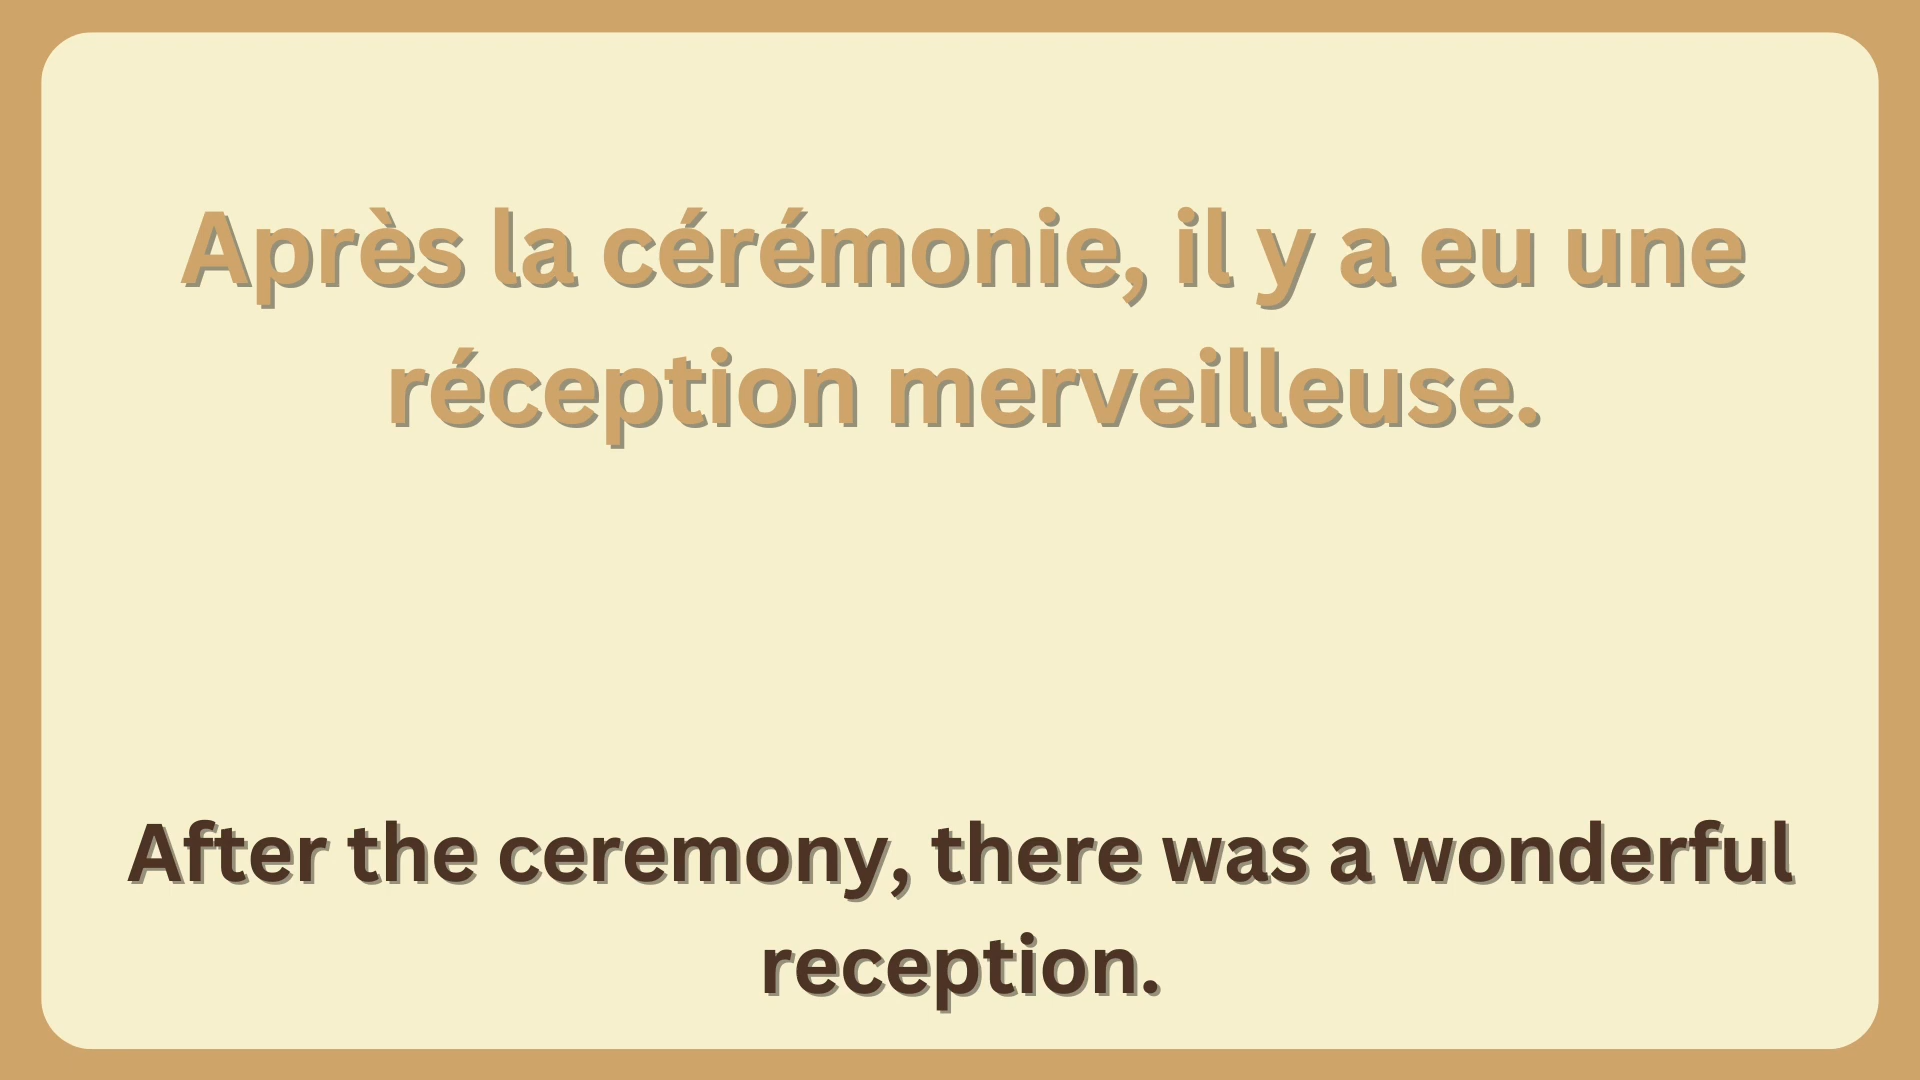 Après la cérémonie, il y a eu une
réception merveilleuse.
After the ceremony, there was a wonderful
reception.